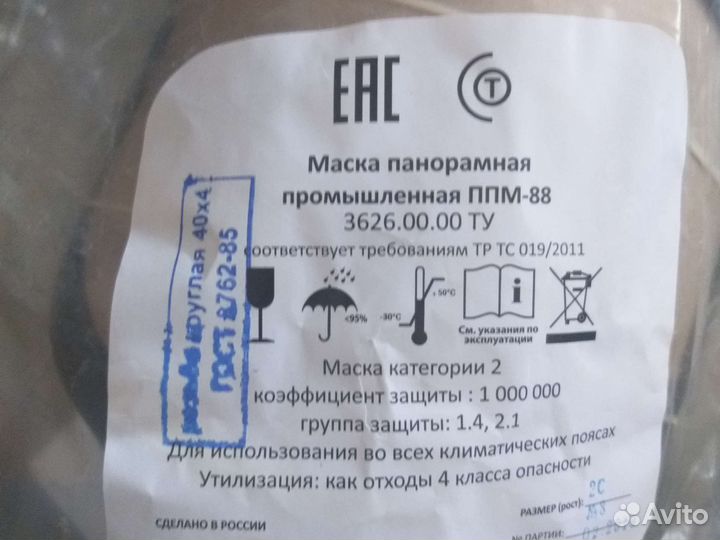 EAC
Т
Маска панорамная
промышленная ППМ-88
3626.00.00 ТУ
соответствует требованиям ТР ТС 019/2011
резьба круглая 40х4
ГОСТ 8762-85
<95%
+50°С
-30°С
i
См. указания по
эксплуатации
Маска категории 2
коэффициент защиты : 1 000 000
группа защиты: 1.4, 2.1
Для использования во всех климатических поясах
Утилизация: как отходы 4 класса опасности
СДЕЛАНО В РОССИИ
РАЗМЕР (рост):
№ ПАРТИИ:
Avito